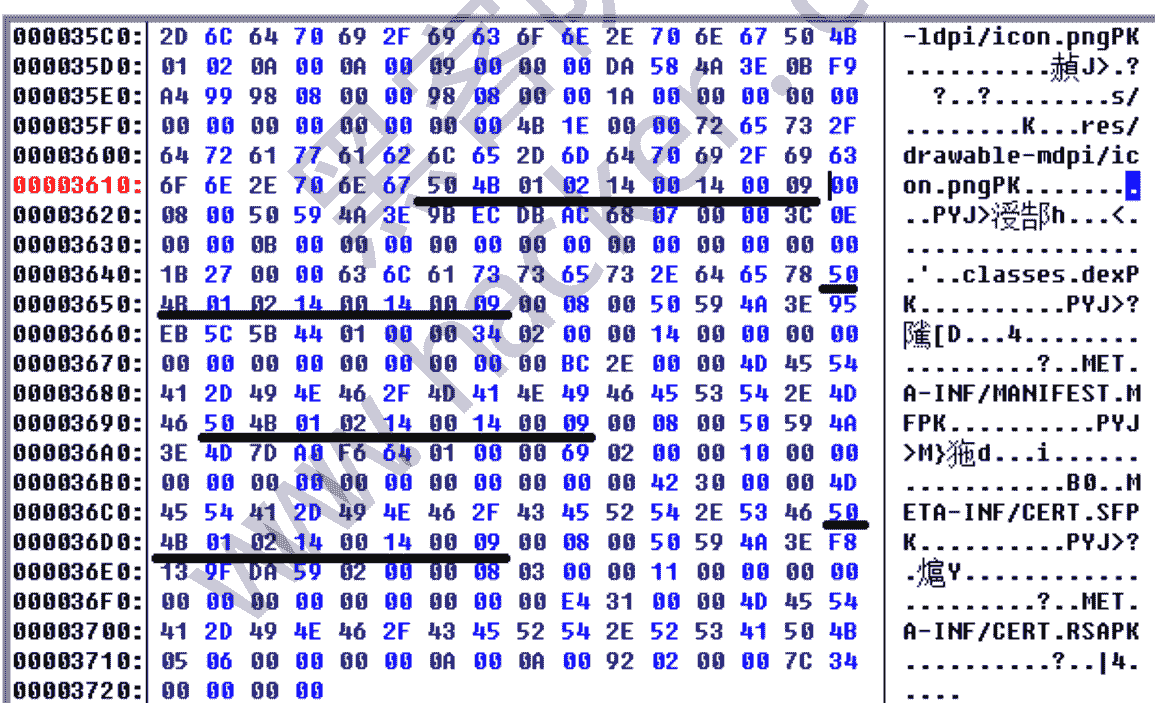 000035C0: 2D 6C 64 70 69 2F 69 63 6F 6E 2E 70 6E 67 50 4B -ldpi/icon.pngPK
000035D0: 01 02 0A 00 0A 00 09 00 00 00 DA 58 4A 3E 0B F9 ..........赬J>.?
000035E0: A4 99 98 08 00 00 98 08 00 00 1A 00 00 00 00 00 ?..?........s/
000035F0: 00 00 00 00 00 00 00 00 4B 1E 00 00 72 65 73 2F ........K...res/
00003600: 64 72 61 77 61 62 6C 65 2D 6D 64 70 69 2F 69 63 drawable-mdpi/ic
00003610: 6F 6E 2E 70 6E 67 50 4B 01 02 14 00 14 00 09 00 on.pngPK........
00003620: 08 00 50 59 4A 3E 9B EC DB AC 68 07 00 00 3C 0E ..PYJ>涭郜h...<.
00003630: 00 00 0B 00 00 00 00 00 00 00 00 00 00 00 00 00 ................
00003640: 1B 27 00 00 63 6C 61 73 73 65 73 2E 64 65 78 50 .'..classes.dexP
00003650: 4B 01 02 14 00 14 00 09 00 08 00 50 59 4A 3E 95 K..........PYJ>?
00003660: EB 5C 5B 44 01 00 00 34 02 00 00 14 00 00 00 00 [D...4........
00003670: 00 00 00 00 00 00 00 00 00 BC 2E 00 00 4D 45 54 .........?..MET.
00003680: 41 2D 49 4E 46 2F 4D 41 4E 49 46 45 53 54 2E 4D A-INF/MANIFEST.M
00003690: 46 50 4B 01 02 14 00 14 00 09 00 08 00 50 59 4A FPK..........PYJ
000036A0: 3E 4D 7D A0 F6 64 01 00 00 69 02 00 00 10 00 00 >M}d...i......
000036B0: 00 00 00 00 00 00 00 00 00 00 00 42 30 00 00 4D ...........B0..M
000036C0: 45 54 41 2D 49 4E 46 2F 43 45 52 54 2E 53 46 50 ETA-INF/CERT.SFP
000036D0: 4B 01 02 14 00 14 00 09 00 08 00 50 59 4A 3E F8 K..........PYJ>?
000036E0: 13 9F DA 59 02 00 00 08 03 00 00 11 00 00 00 00 .熜Y............
000036F0: 00 00 00 00 00 00 00 00 00 E4 31 00 00 4D 45 54 .........?..MET.
00003700: 41 2D 49 4E 46 2F 43 45 52 54 2E 52 53 41 50 4B A-INF/CERT.RSAPK
00003710: 05 06 00 00 00 00 0A 00 0A 00 92 02 00 00 7C 34 ..........?..|4.
00003720: 00 00 00 00 ....
黑客防
www.hacker.